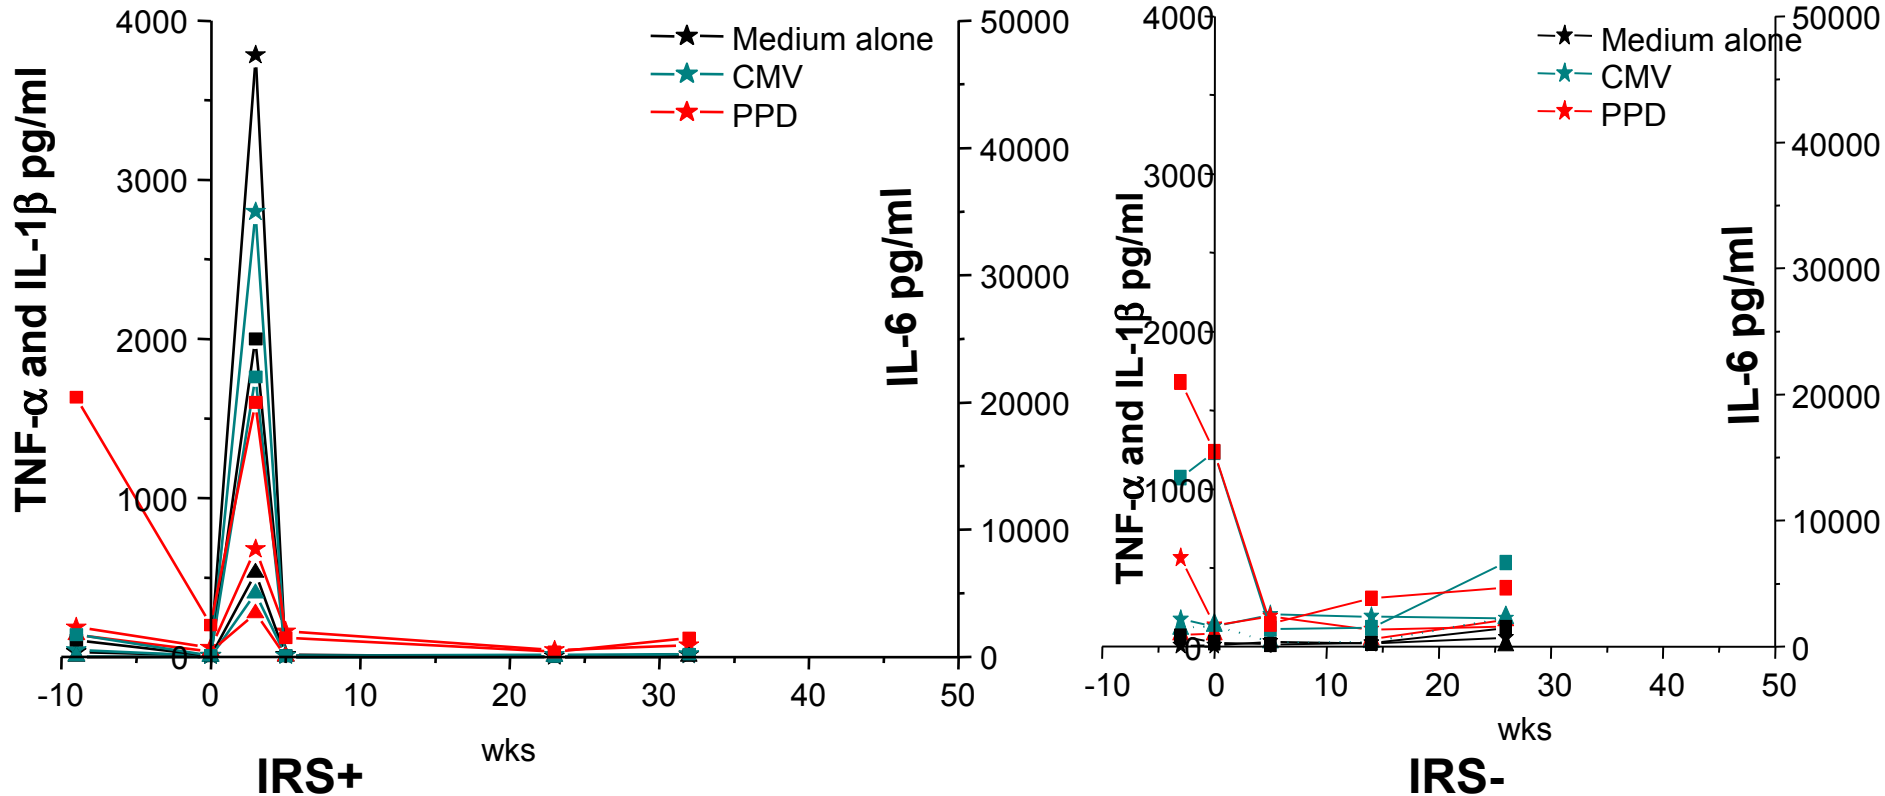 4000
3000
2000
1000
0
TNF-α and IL-1β pg/ml
Medium alone
CMV
PPD
50000
40000
30000
20000
10000
0
IL-6 pg/ml
-10
0
10
20
30
40
50
wks
IRS+
4000
3000
2000
1000
0
TNF-α and IL-1β pg/ml
Medium alone
CMV
PPD
50000
40000
30000
20000
10000
0
IL-6 pg/ml
-10
0
10
20
30
40
50
wks
IRS-